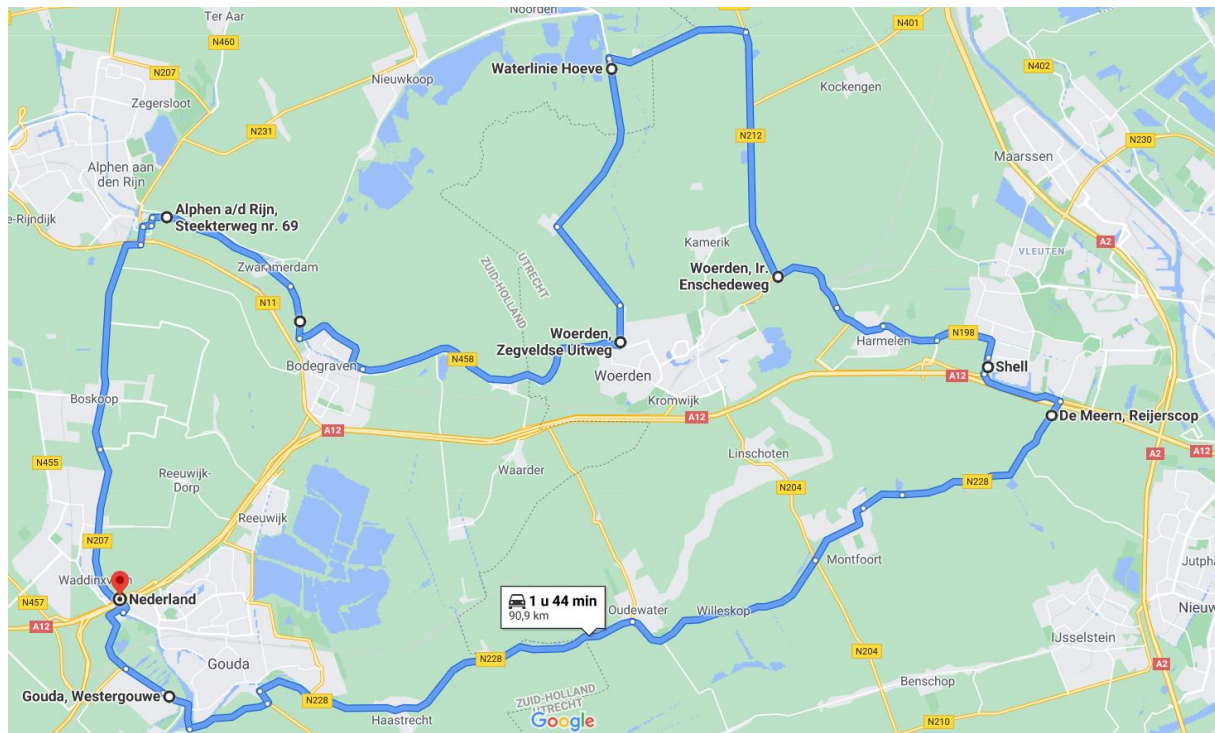 Noorden
Ter Aar
N401
N460
N402
Waterlinie Hoeve
Nieuwkoop
N207
Kockengen
Zegersloot
N231
N212
N230
Maarssen
Alphen aan
den Rijn
Alphen a/d Rijn,
Steekterweg nr. 69
e-Rijndijk
Kamerik
A2
VLEUTEN
Zwammerdam
UTRECHT
ZUID-HOLLAND
Woerden, Ir.
Enschedeweg
N11
Woerden,
Zegveldse Uitweg
Harmelen
N198
N458
Bodegraven
Woerden
Shell
A12
Boskoop
Kromwijk
A12
De Meern, Reijerscop
A12
Linschoten
A2
A12
N455
Waarder
Reeuwijk-
Dorp
N204
N228
Reeuwijk
N207
Montfoort
Jutpha
Waddinxveen
Nederland
1 u 44 min
90,9 km
N457
Oudewater
Willeskop
Nieuw
A12
IJsselstein
N228
N204
Gouda
A2
Benschop
Gouda, Westergouwe
N228
ZUID-HOLLAND
UTRECHT
Haastrecht
Google
N210